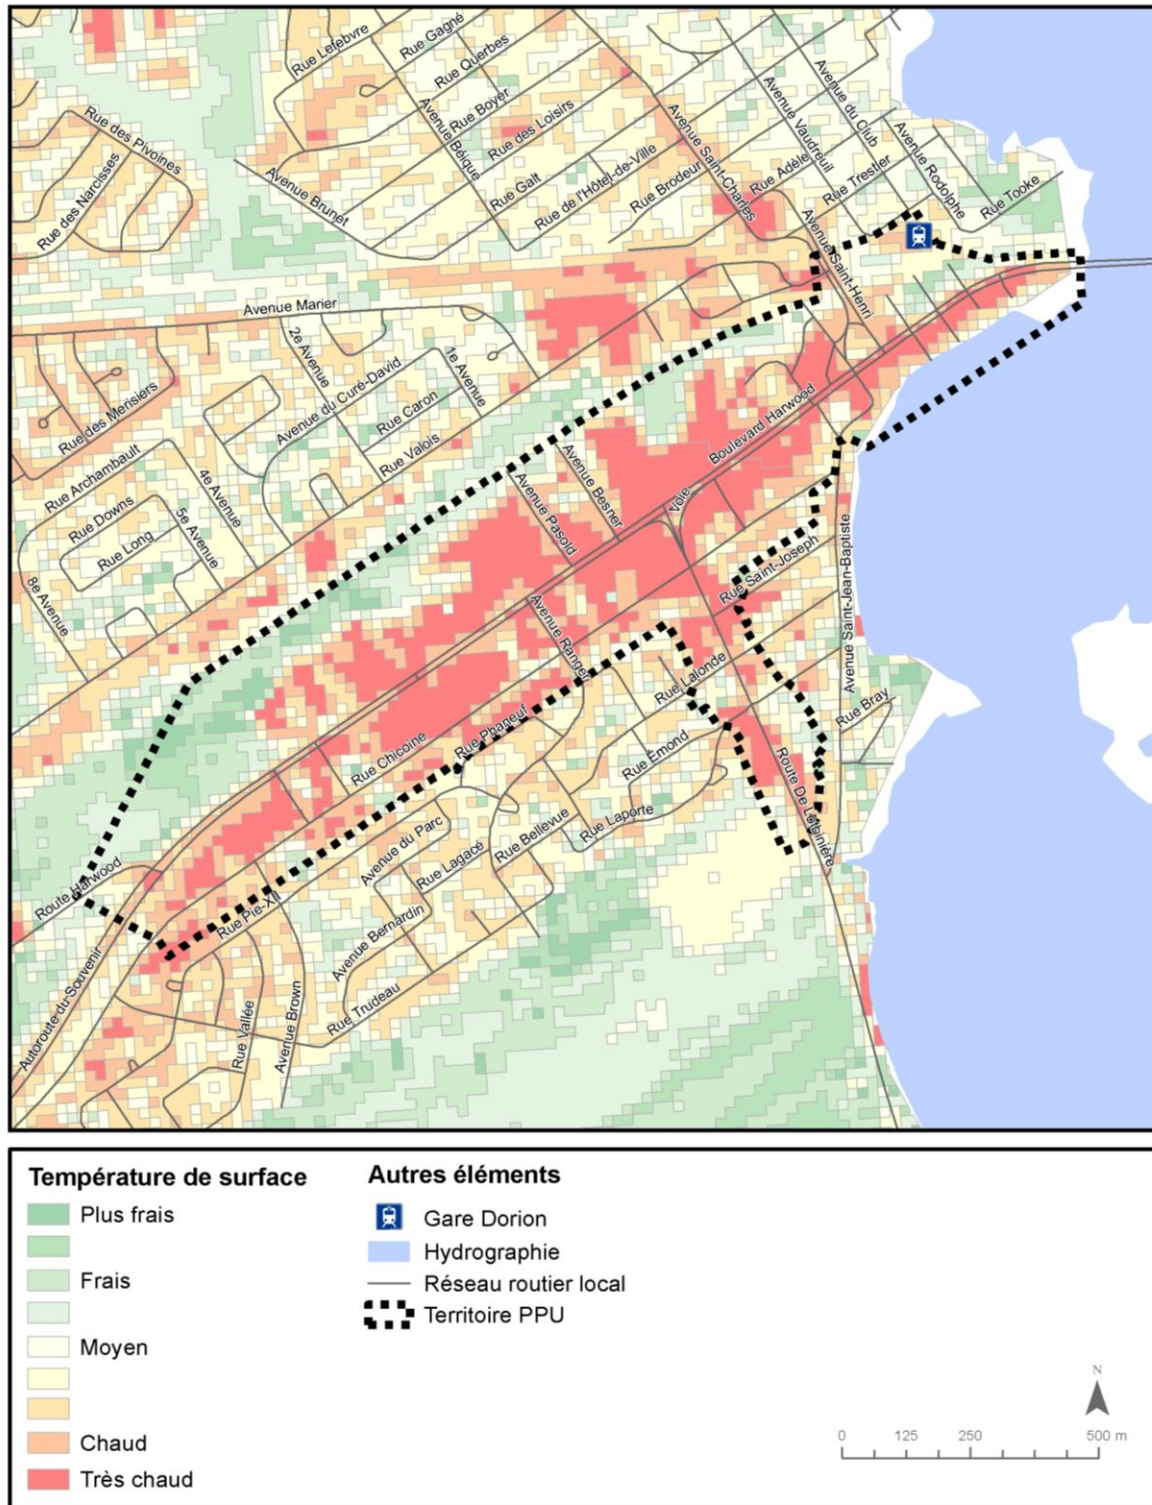 Rue Lefebvre
Rue Gagné
Rue Querbes
Rue Boyer
Rue des Loisirs
Avenue Bèque
Avenue Saint-Charles
Avenue Vaudreuil
Avenue du Club
Avenue Rodolphe
Rue des Pivoines
Rue des Narcisses
Avenue Brunet
Rue Galt
Rue de l'Hôtel-de-Ville
Rue Brodeur
Rue Adèle
Rue Trestler
Rue Tooke
Avenue Saint-Henri
Avenue Marier
2e Avenue
1e Avenue
Avenue du Curé-David
Rue Caron
Rue Valois
Rue des Merisiers
Rue Archambault
4e Avenue
Rue Downs
5e Avenue
Rue Long
8e Avenue
Boulevard Harwood
Voie
Avenue Besner
Avenue Pasold
Rue Saint-Joseph
Avenue Saint-Jean-Baptiste
Avenue Ranger
Rue Lalonde
Rue Bray
Rue Phaneuf
Rue Chicoine
Rue Émond
Route De Lotbinière
Rue Laporte
Rue Bellevue
Avenue du Parc
Rue Lagacé
Route Harwood
Rue Pie-XII
Avenue Bernardin
Autoroute du Souvenir
Rue Trudeau
Rue Vallée
Avenue Brown
Température de surface
Plus frais
Frais
Moyen
Chaud
Très chaud
Autres éléments
Gare Dorion
Hydrographie
Réseau routier local
Territoire PPU
N
0 125 250 500 m